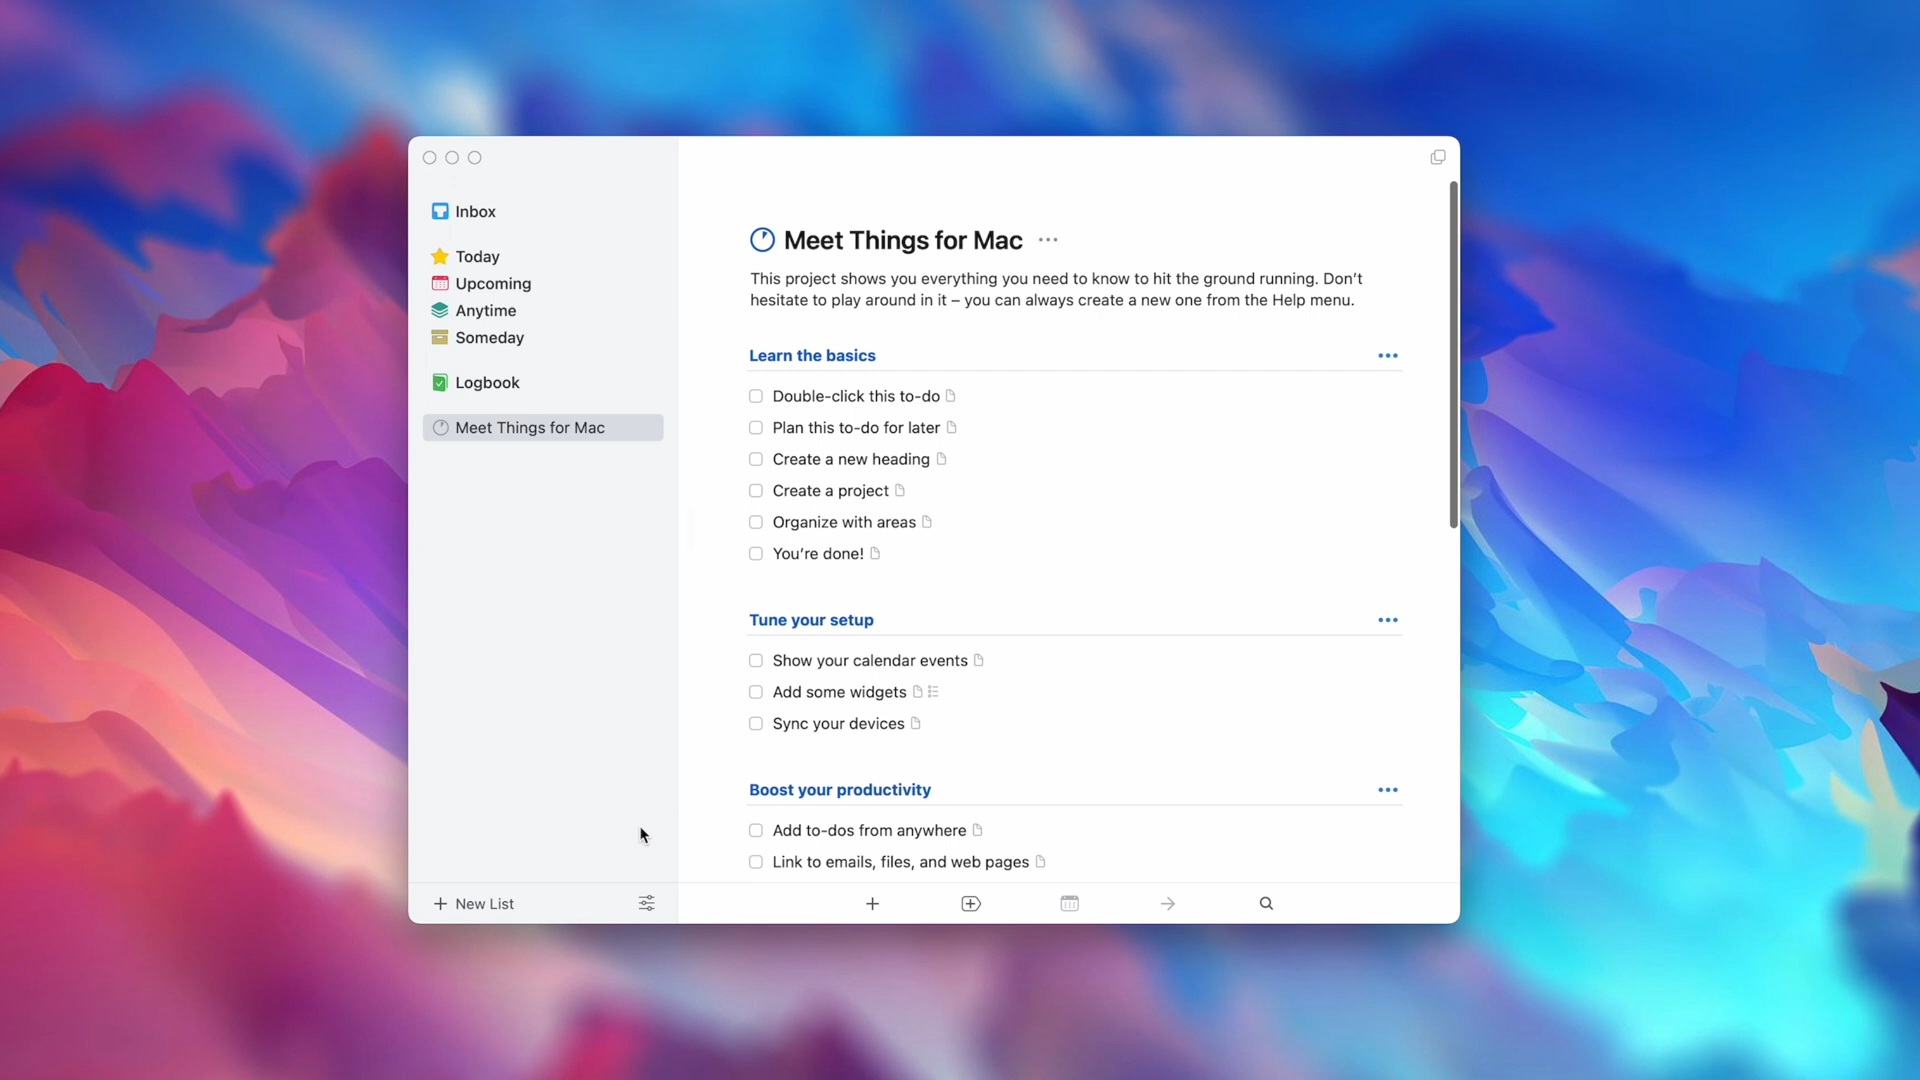 Inbox
Today
Upcoming
Anytime
Someday
Logbook
Meet Things for Mac
New List
Meet Things for Mac
This project shows you everything you need to know to hit the ground running. Don’t
hesitate to play around in it – you can always create a new one from the Help menu.
Learn the basics
Double-click this to-do
Plan this to-do for later
Create a new heading
Create a project
Organize with areas
You’re done!
Tune your setup
Show your calendar events
Add some widgets
Sync your devices
Boost your productivity
Add to-dos from anywhere
Link to emails, files, and web pages